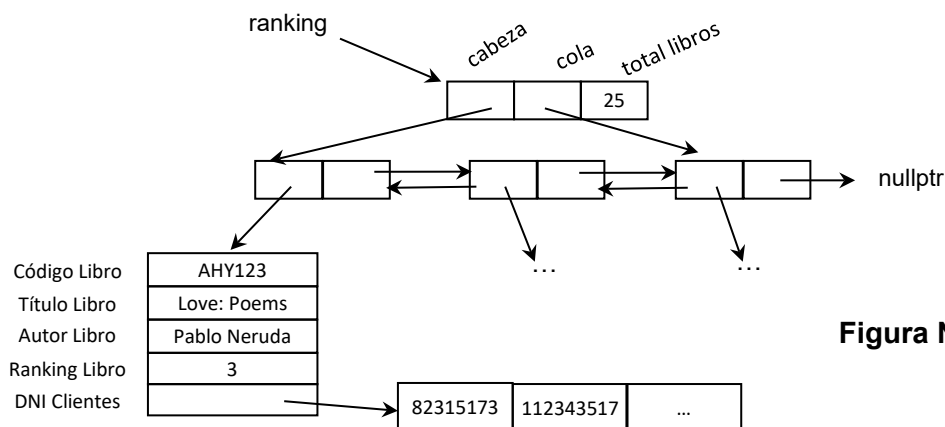 ranking
cabeza
cola
total libros
25
nullptr
... ...
Código Libro AHY123
Título Libro Love: Poems
Autor Libro Pablo Neruda
Figura N
Ranking Libro 3
DNI Clientes
82315173 112343517 ...